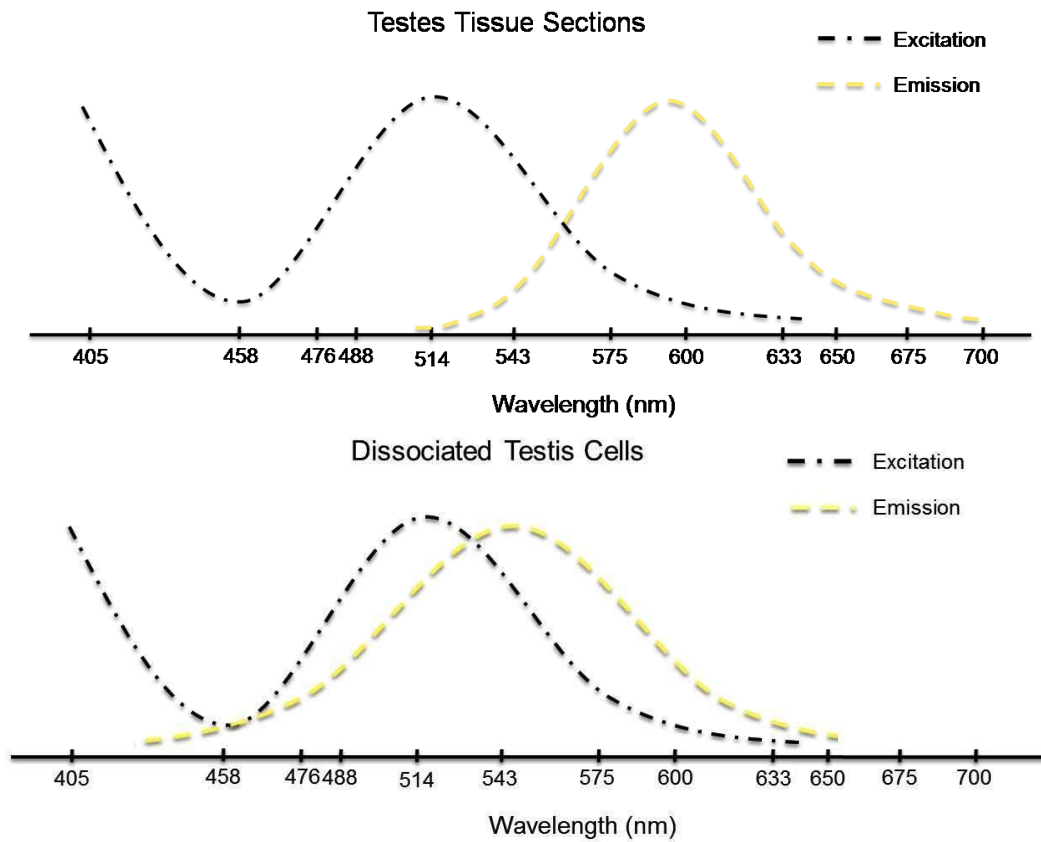 Testes Tissue Sections
Excitation
Emission
405 458 476 488 514 543 575 600 633 650 675 700
Wavelength (nm)
Dissociated Testis Cells
Excitation
Emission
405 458 476 488 514 543 575 600 633 650 675 700
Wavelength (nm)